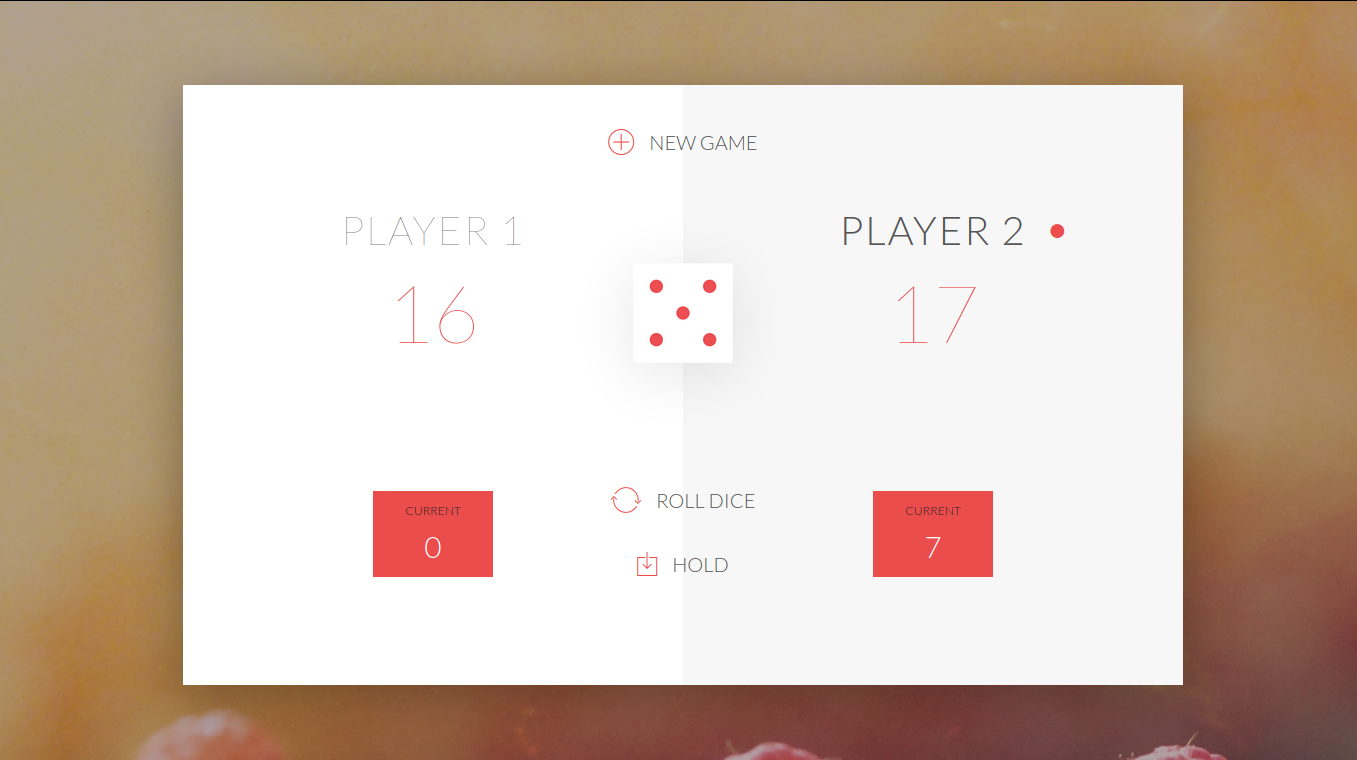 NEW GAME
PLAYER 1
16
PLAYER 2
17
CURRENT
0
ROLL DICE
HOLD
CURRENT
7